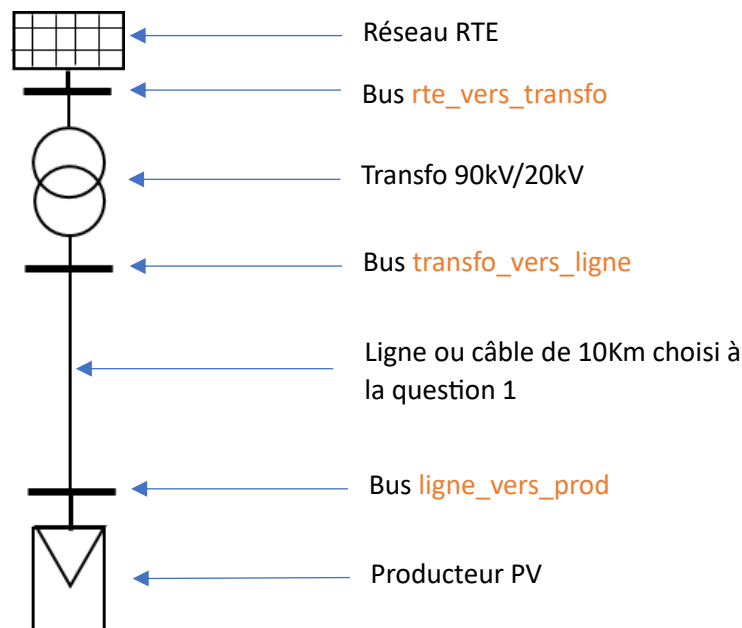 Réseau RTE
Bus rte_vers_transfo
Transfo 90kV/20kV
Bus transfo_vers_ligne
Ligne ou câble de 10Km choisi à
la question 1
Bus ligne_vers_prod
Producteur PV